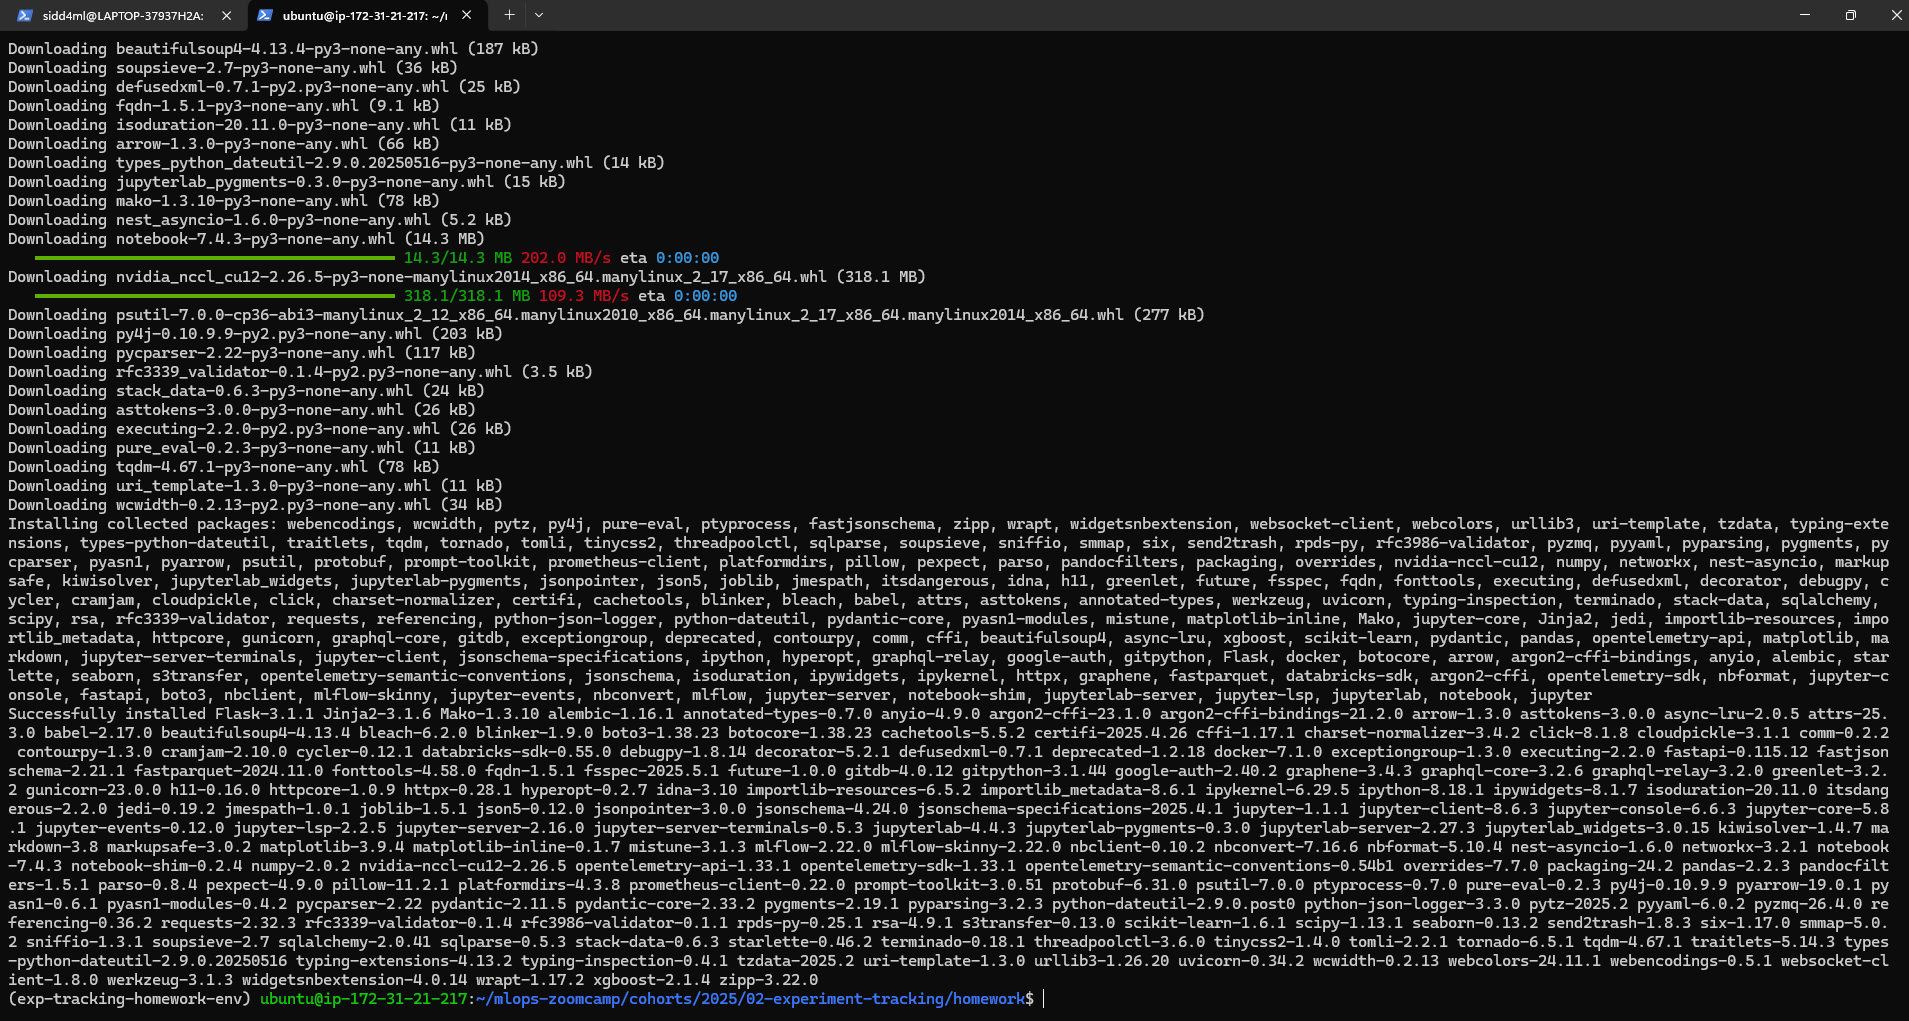 sidd4ml@LAPTOP-37937H2A:
ubuntu@ip-172-31-21-217: ~/
Downloading beautifulsoup4-4.13.4-py3-none-any.whl (187 kB)
Downloading soupsieve-2.7-py3-none-any.whl (36 kB)
Downloading defusedxml-0.7.1-py2.py3-none-any.whl (25 kB)
Downloading fqdn-1.5.1-py3-none-any.whl (9.1 kB)
Downloading isoduration-20.11.0-py3-none-any.whl (11 kB)
Downloading arrow-1.3.0-py3-none-any.whl (66 kB)
Downloading types_python_dateutil-2.9.0.20250516-py3-none-any.whl (14 kB)
Downloading jupyterlab_pygments-0.3.0-py3-none-any.whl (15 kB)
Downloading mako-1.3.10-py3-none-any.whl (78 kB)
Downloading nest_asyncio-1.6.0-py3-none-any.whl (5.2 kB)
Downloading notebook-7.4.3-py3-none-any.whl (14.3 MB)
14.3/14.3 MB 202.0 MB/s eta 0:00:00
Downloading nvidia_nccl_cu12-2.26.5-py3-none-manylinux2014_x86_64.manylinux_2_17_x86_64.whl (318.1 MB)
318.1/318.1 MB 109.3 MB/s eta 0:00:00
Downloading psutil-7.0.0-cp36-abi3-manylinux_2_12_x86_64.manylinux2010_x86_64.manylinux_2_17_x86_64.manylinux2014_x86_64.whl (277 kB)
Downloading py4j-0.10.9.9-py2.py3-none-any.whl (203 kB)
Downloading pycparser-2.22-py3-none-any.whl (117 kB)
Downloading rfc3339_validator-0.1.4-py2.py3-none-any.whl (3.5 kB)
Downloading stack_data-0.6.3-py3-none-any.whl (24 kB)
Downloading asttokens-3.0.0-py3-none-any.whl (26 kB)
Downloading executing-2.2.0-py2.py3-none-any.whl (26 kB)
Downloading pure_eval-0.2.3-py3-none-any.whl (11 kB)
Downloading tqdm-4.67.1-py3-none-any.whl (78 kB)
Downloading uri_template-1.3.0-py3-none-any.whl (11 kB)
Downloading wcwidth-0.2.13-py2.py3-none-any.whl (34 kB)
Installing collected packages: webencodings, wcwidth, pytz, py4j, pure-eval, ptyprocess, fastjsonschema, zipp, wrapt, widgetsnbextension, websocket-client, webcolors, urllib3, uri-template, tzdata, typing-exte
nsions, types-python-dateutil, traitlets, tqdm, tornado, tomli, tinycss2, threadpoolctl, sqlparse, soupsieve, sniffio, smmap, six, send2trash, rpds-py, rfc3986-validator, pyzmq, pyyaml, pyparsing, pygments, py
cparser, pyasn1, pyarrow, psutil, protobuf, prompt-toolkit, prometheus-client, platformdirs, pillow, pexpect, parso, pandocfilters, packaging, overrides, nvidia-nccl-cu12, numpy, networkx, nest-asyncio, markup
safe, kiwisolver, jupyterlab_widgets, jupyterlab-pygments, jsonpointer, json5, joblib, jmespath, itsdangerous, idna, h11, greenlet, future, fsspec, fqdn, fonttools, executing, defusedxml, decorator, debugpy, c
ycler, cramjam, cloudpickle, click, charset-normalizer, certifi, cachetools, blinker, bleach, babel, attrs, asttokens, annotated-types, werkzeug, uvicorn, typing-inspection, terminado, stack-data, sqlalchemy,
scipy, rsa, rfc3339-validator, requests, referencing, python-json-logger, python-dateutil, pydantic-core, pyasn1-modules, mistune, matplotlib-inline, Mako, jupyter-core, Jinja2, jedi, importlib-resources, impo
rtlib_metadata, httpcore, gunicorn, graphql-core, gitdb, exceptiongroup, deprecated, contourpy, comm, cffi, beautifulsoup4, async-lru, xgboost, scikit-learn, pydantic, pandas, opentelemetry-api, matplotlib, ma
rkdown, jupyter-server-terminals, jupyter-client, jsonschema-specifications, ipython, hyperopt, graphql-relay, google-auth, gitpython, Flask, docker, botocore, arrow, argon2-cffi-bindings, anyio, alembic, star
lette, seaborn, s3transfer, opentelemetry-semantic-conventions, jsonschema, isoduration, ipywidgets, ipykernel, httpx, graphene, fastparquet, databricks-sdk, argon2-cffi, opentelemetry-sdk, nbformat, jupyter-c
onsole, fastapi, boto3, nbclient, mlflow-skinny, jupyter-events, nbconvert, mlflow, jupyter-server, notebook-shim, jupyterlab-server, jupyter-lsp, jupyterlab, notebook, jupyter
Successfully installed Flask-3.1.1 Jinja2-3.1.6 Mako-1.3.10 alembic-1.16.1 annotated-types-0.7.0 anyio-4.9.0 argon2-cffi-23.1.0 argon2-cffi-bindings-21.2.0 arrow-1.3.0 asttokens-3.0.0 async-lru-2.0.5 attrs-25.
3.0 babel-2.17.0 beautifulsoup4-4.13.4 bleach-6.2.0 blinker-1.9.0 boto3-1.38.23 botocore-1.38.23 cachetools-5.5.2 certifi-2025.4.26 cffi-1.17.1 charset-normalizer-3.4.2 click-8.1.8 cloudpickle-3.1.1 comm-0.2.2
contourpy-1.3.0 cramjam-2.10.0 cycler-0.12.1 databricks-sdk-0.55.0 debugpy-1.8.14 decorator-5.2.1 defusedxml-0.7.1 deprecated-1.2.18 docker-7.1.0 exceptiongroup-1.3.0 executing-2.2.0 fastapi-0.115.12 fastjson
schema-2.21.1 fastparquet-2024.11.0 fonttools-4.58.0 fqdn-1.5.1 fsspec-2025.5.1 future-1.0.0 gitdb-4.0.12 gitpython-3.1.44 google-auth-2.40.2 graphene-3.4.3 graphql-core-3.2.6 graphql-relay-3.2.0 greenlet-3.2.
2 gunicorn-23.0.0 h11-0.16.0 httpcore-1.0.9 httpx-0.28.1 hyperopt-0.2.7 idna-3.10 importlib-resources-6.5.2 importlib_metadata-8.6.1 ipykernel-6.29.5 ipython-8.18.1 ipywidgets-8.1.7 isoduration-20.11.0 itsdang
erous-2.2.0 jedi-0.19.2 jmespath-1.0.1 joblib-1.5.1 json5-0.12.0 jsonpointer-3.0.0 jsonschema-4.24.0 jsonschema-specifications-2025.4.1 jupyter-1.1.1 jupyter-client-8.6.3 jupyter-console-6.6.3 jupyter-core-5.8
.1 jupyter-events-0.12.0 jupyter-lsp-2.2.5 jupyter-server-2.16.0 jupyter-server-terminals-0.5.3 jupyterlab-4.4.3 jupyterlab-pygments-0.3.0 jupyterlab-server-2.27.3 jupyterlab_widgets-3.0.15 kiwisolver-1.4.7 ma
rkdown-3.8 markupsafe-3.0.2 matplotlib-3.9.4 matplotlib-inline-0.1.7 mistune-3.1.3 mlflow-2.22.0 mlflow-skinny-2.22.0 nbclient-0.10.2 nbconvert-7.16.6 nbformat-5.10.4 nest-asyncio-1.6.0 networkx-3.2.1 notebook
-7.4.3 notebook-shim-0.2.4 numpy-2.0.2 nvidia-nccl-cu12-2.26.5 opentelemetry-api-1.33.1 opentelemetry-sdk-1.33.1 opentelemetry-semantic-conventions-0.54b1 overrides-7.7.0 packaging-24.2 pandas-2.2.3 pandocfilt
ers-1.5.1 parso-0.8.4 pexpect-4.9.0 pillow-11.2.1 platformdirs-4.3.8 prometheus-client-0.22.0 prompt-toolkit-3.0.51 protobuf-6.31.0 psutil-7.0.0 ptyprocess-0.7.0 pure-eval-0.2.3 py4j-0.10.9.9 pyarrow-19.0.1 py
asn1-0.6.1 pyasn1-modules-0.4.2 pycparser-2.22 pydantic-2.11.5 pydantic-core-2.33.2 pygments-2.19.1 pyparsing-3.2.3 python-dateutil-2.9.0.post0 python-json-logger-3.3.0 pytz-2025.2 pyyaml-6.0.2 pyzmq-26.4.0 re
ferencing-0.36.2 requests-2.32.3 rfc3339-validator-0.1.4 rfc3986-validator-0.1.1 rpds-py-0.25.1 rsa-4.9.1 s3transfer-0.13.0 scikit-learn-1.6.1 scipy-1.13.1 seaborn-0.13.2 send2trash-1.8.3 six-1.17.0 smmap-5.0.
2 sniffio-1.3.1 soupsieve-2.7 sqlalchemy-2.0.41 sqlparse-0.5.3 stack-data-0.6.3 starlette-0.46.2 terminado-0.18.1 threadpoolctl-3.6.0 tinycss2-1.4.0 tomli-2.2.1 tornado-6.5.1 tqdm-4.67.1 traitlets-5.14.3 types
-python-dateutil-2.9.0.20250516 typing-extensions-4.13.2 typing-inspection-0.4.1 tzdata-2025.2 uri-template-1.3.0 urllib3-1.26.20 uvicorn-0.34.2 wcwidth-0.2.13 webcolors-24.11.1 webencodings-0.5.1 websocket-cl
ient-1.8.0 werkzeug-3.1.3 widgetsnbextension-4.0.14 wrapt-1.17.2 xgboost-2.1.4 zipp-3.22.0
(exp-tracking-homework-env) ubuntu@ip-172-31-21-217:~/mlops-zoomcamp/cohorts/2025/02-experiment-tracking/homework$